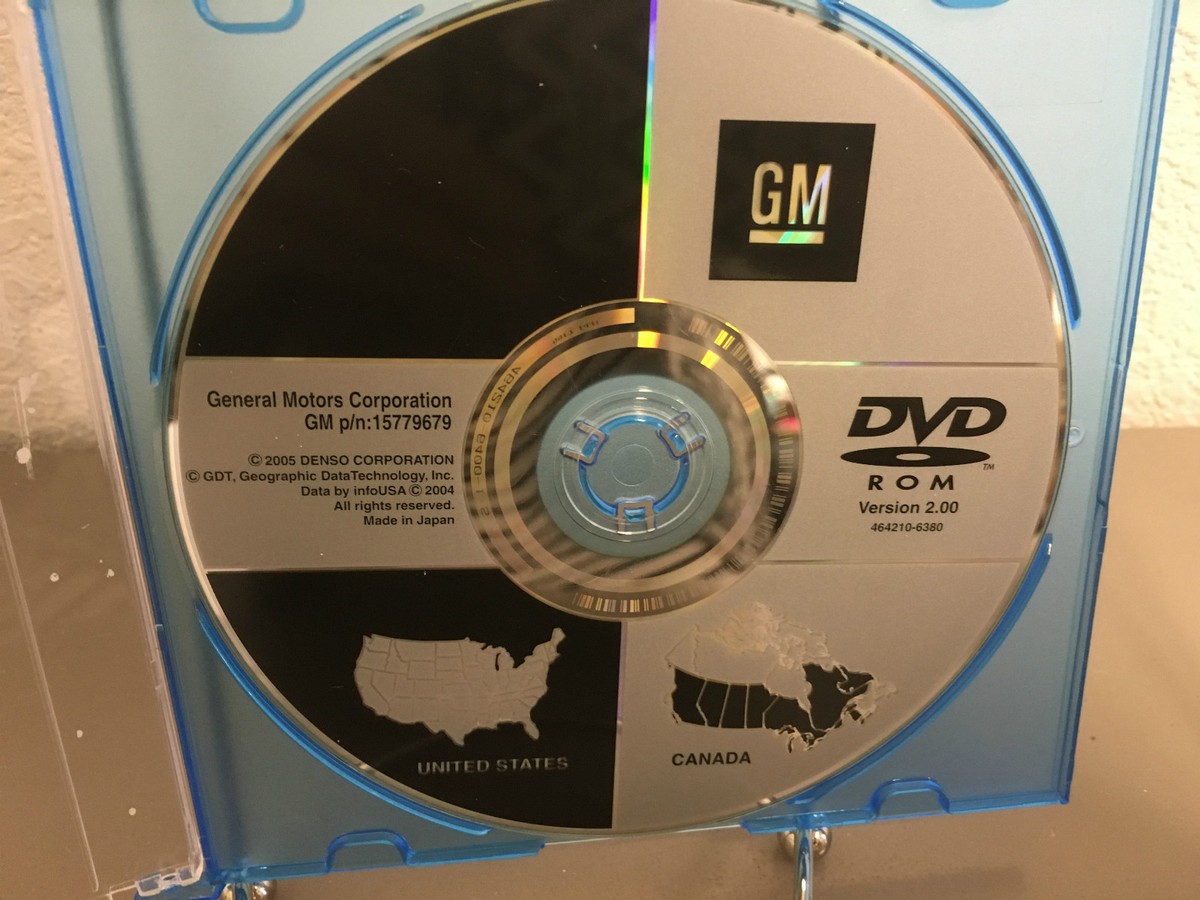 GM
General Motors Corporation
GM p/n:15779679
© 2005 DENSO CORPORATION
© GDT, Geographic DataTechnology, Inc.
Data by infoUSA © 2004
All rights reserved.
Made in Japan
DVD
TM
ROM
Version 2.00
464210-6380
UNITED STATES
CANADA